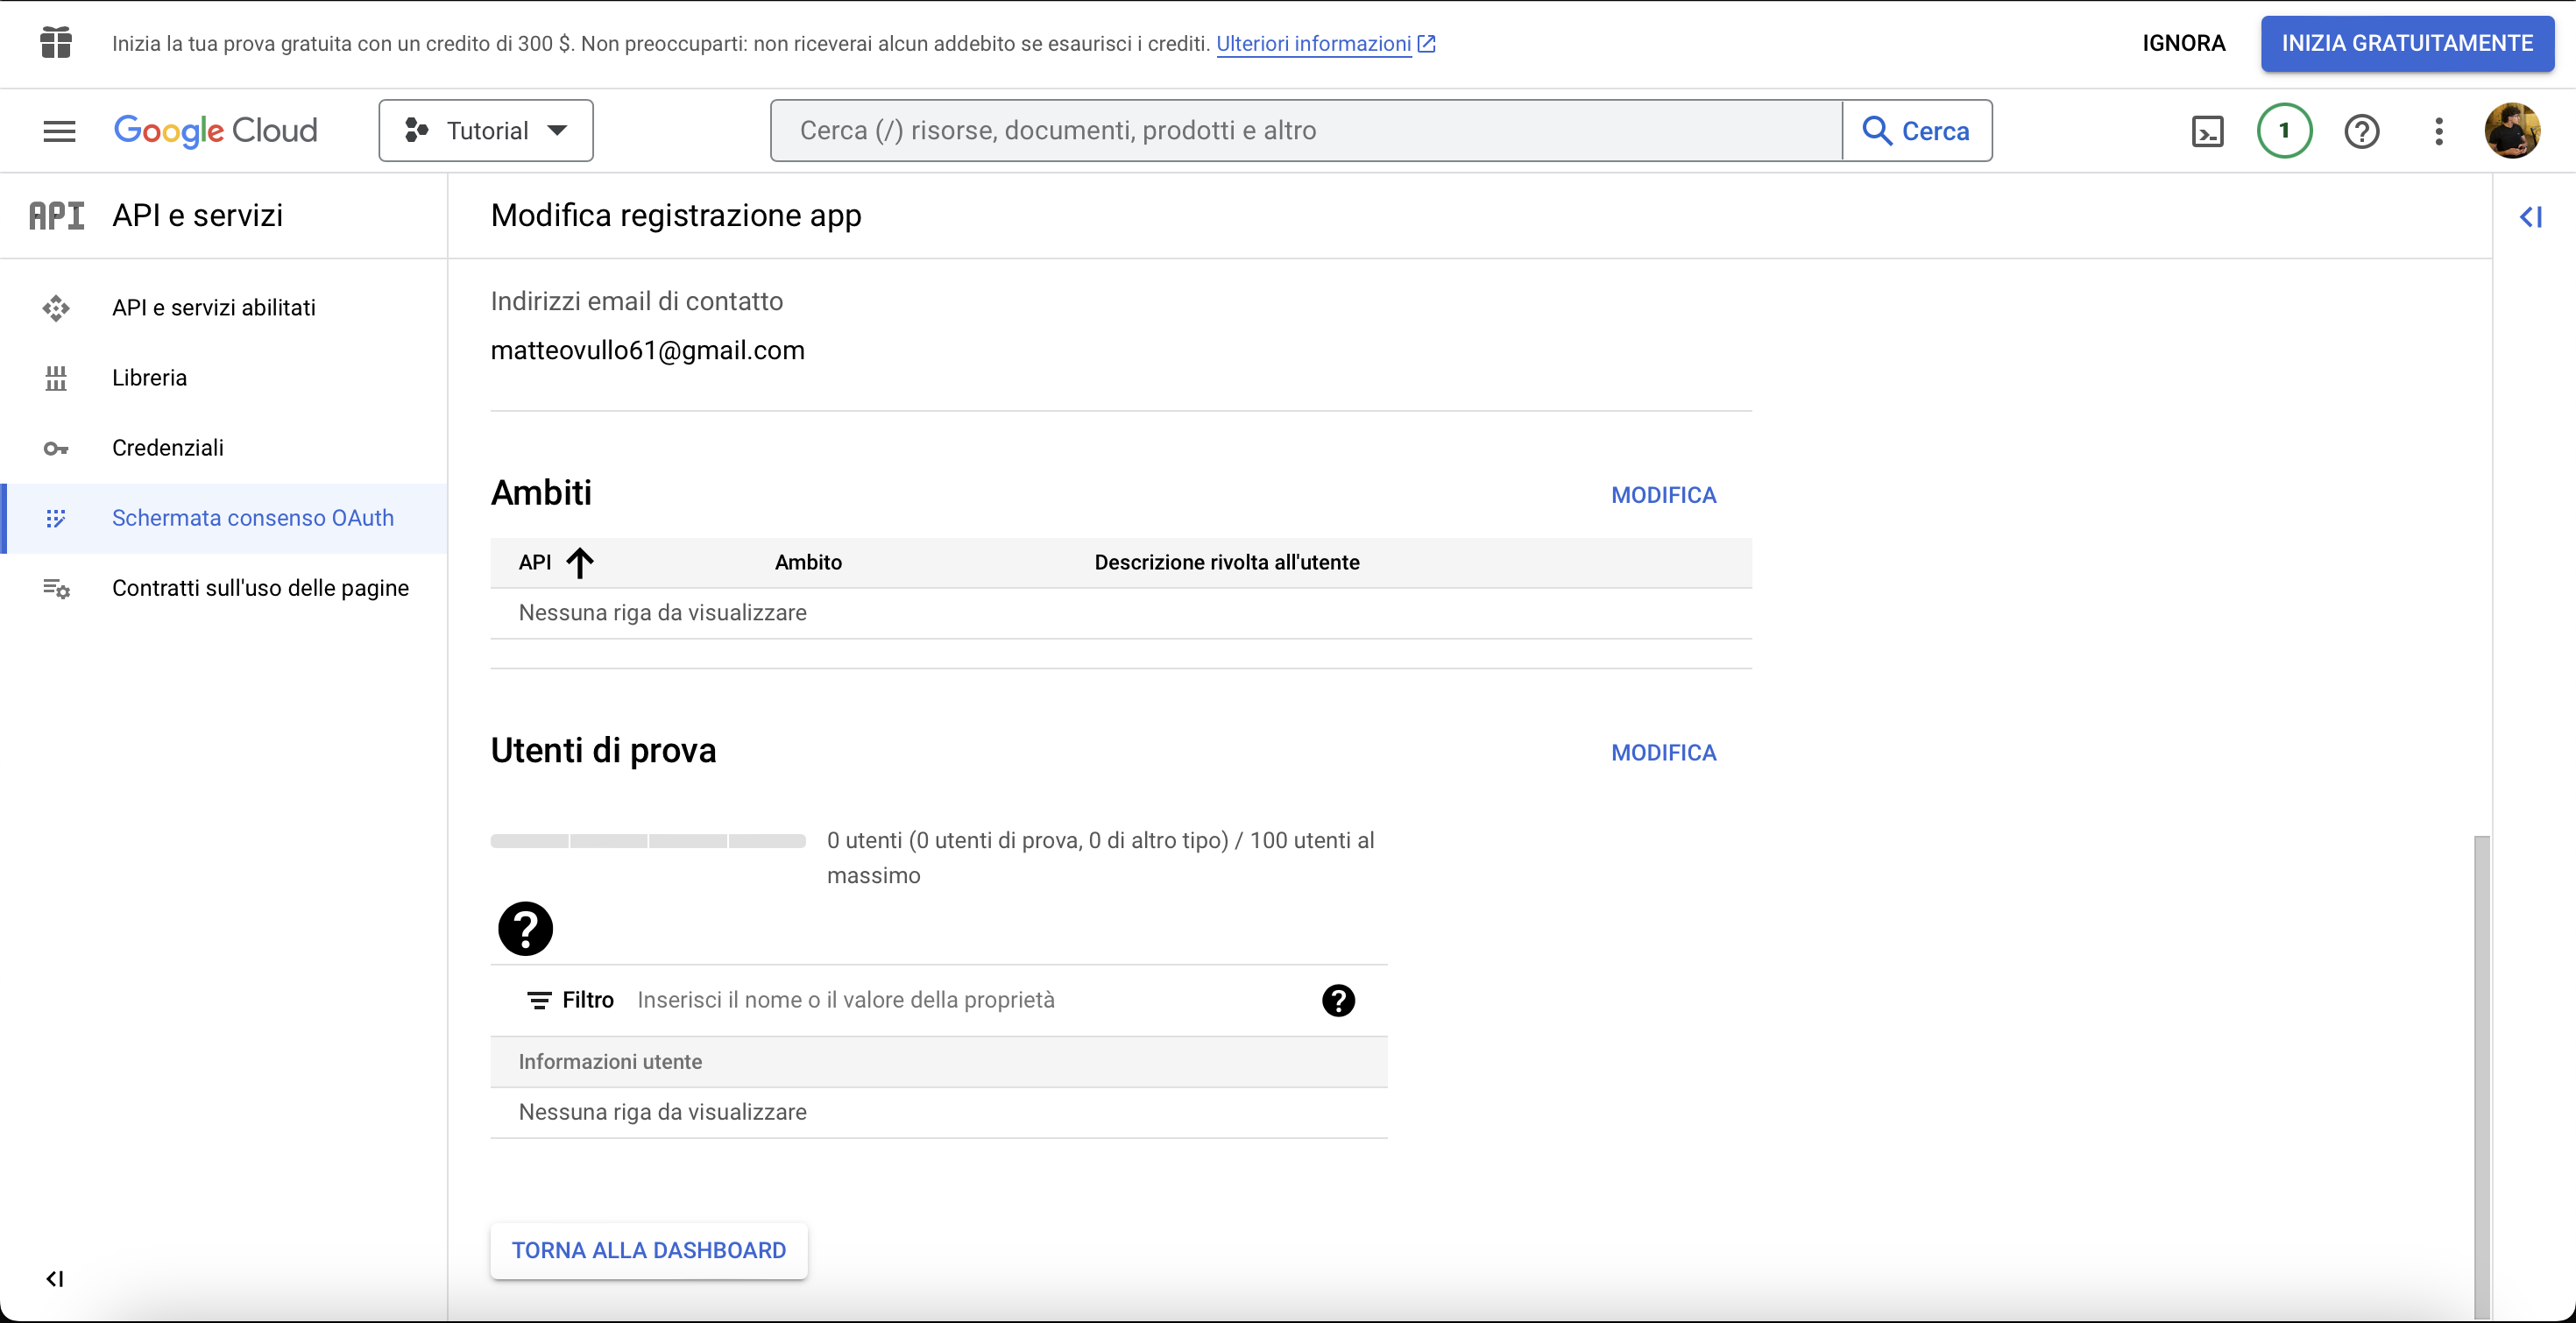 Inizia la tua prova gratuita con un credito di 300 $. Non preoccuparti: non riceverai alcun addebito se esaurisci i crediti. Ulteriori informazioni
IGNORA
INIZIA GRATUITAMENTE
Google Cloud
Tutorial
Cerca (/) risorse, documenti, prodotti e altro
Cerca
1
API
API e servizi
Modifica registrazione app
API e servizi abilitati
Libreria
Credenziali
Schermata consenso OAuth
Contratti sull'uso delle pagine
Indirizzi email di contatto
matteovullo61@gmail.com
Ambiti
MODIFICA
API
Ambito
Descrizione rivolta all'utente
Nessuna riga da visualizzare
Utenti di prova
MODIFICA
0 utenti (0 utenti di prova, 0 di altro tipo) / 100 utenti al
massimo
Filtro
Inserisci il nome o il valore della proprietà
Informazioni utente
Nessuna riga da visualizzare
TORNA ALLA DASHBOARD